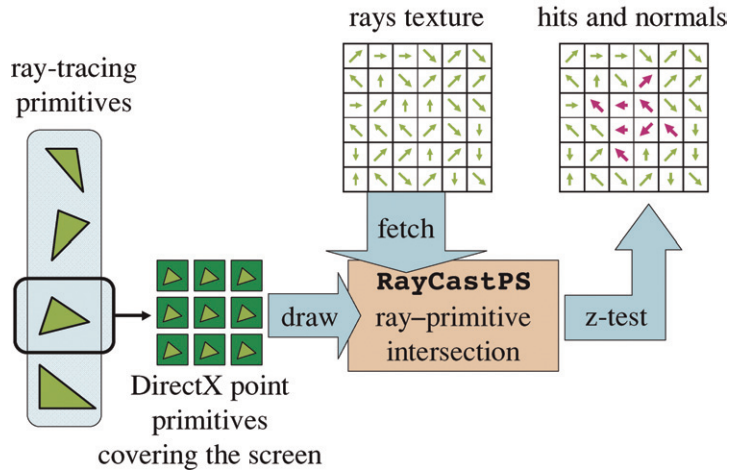 rays texture
hits and normals
ray-tracing
primitives
fetch
RayCastPS
ray–primitive
intersection
draw
z-test
DirectX point
primitives
covering the screen